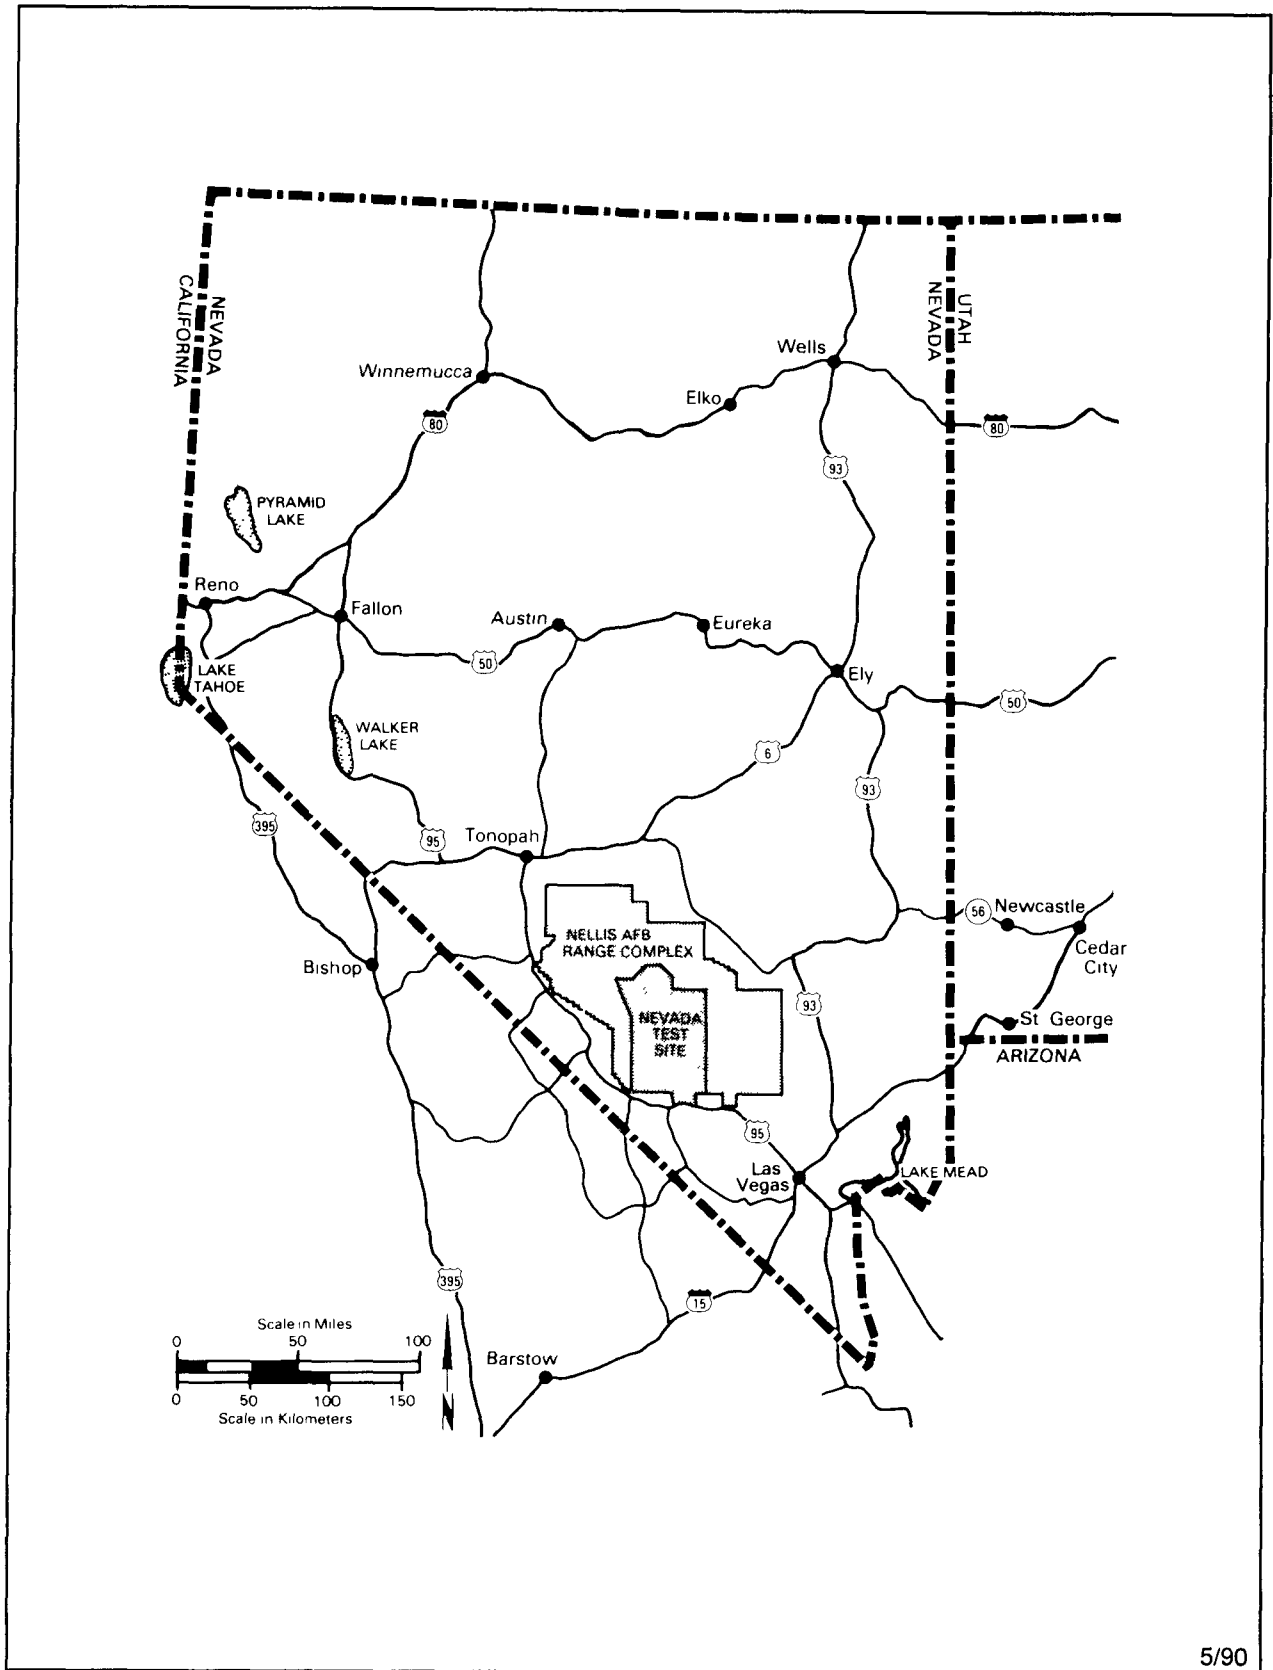 NEVADA
CALIFORNIA
UTAH
NEVADA
Wells
Winnemucca
Elko
80
80
93
PYRAMID
LAKE
Reno
Fallon
Austin
Eureka
50
LAKE
TAHOE
Ely
50
WALKER
LAKE
6
93
395
95
Tonopah
56
Newcastle
NELLIS AFB
RANGE COMPLEX
Cedar
City
Bishop
93
NEVADA
TEST
SITE
St George
ARIZONA
95
Las
Vegas
LAKE MEAD
395
15
Scale in Miles
0 50 100
Barstow
0 50 100 150
Scale in Kilometers
N
5/90